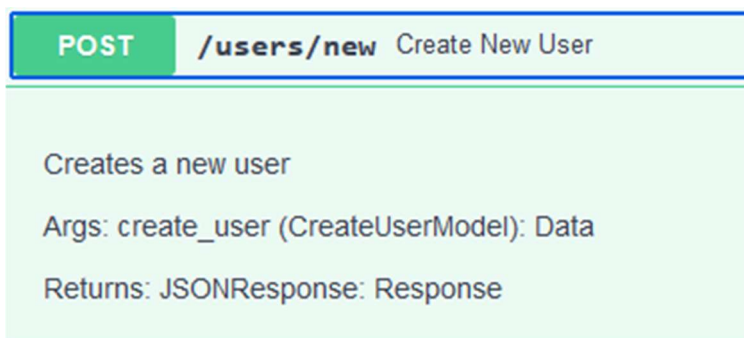 POST /users/new Create New User
Creates a new user
Args: create_user (CreateUserModel): Data
Returns: JSONResponse: Response